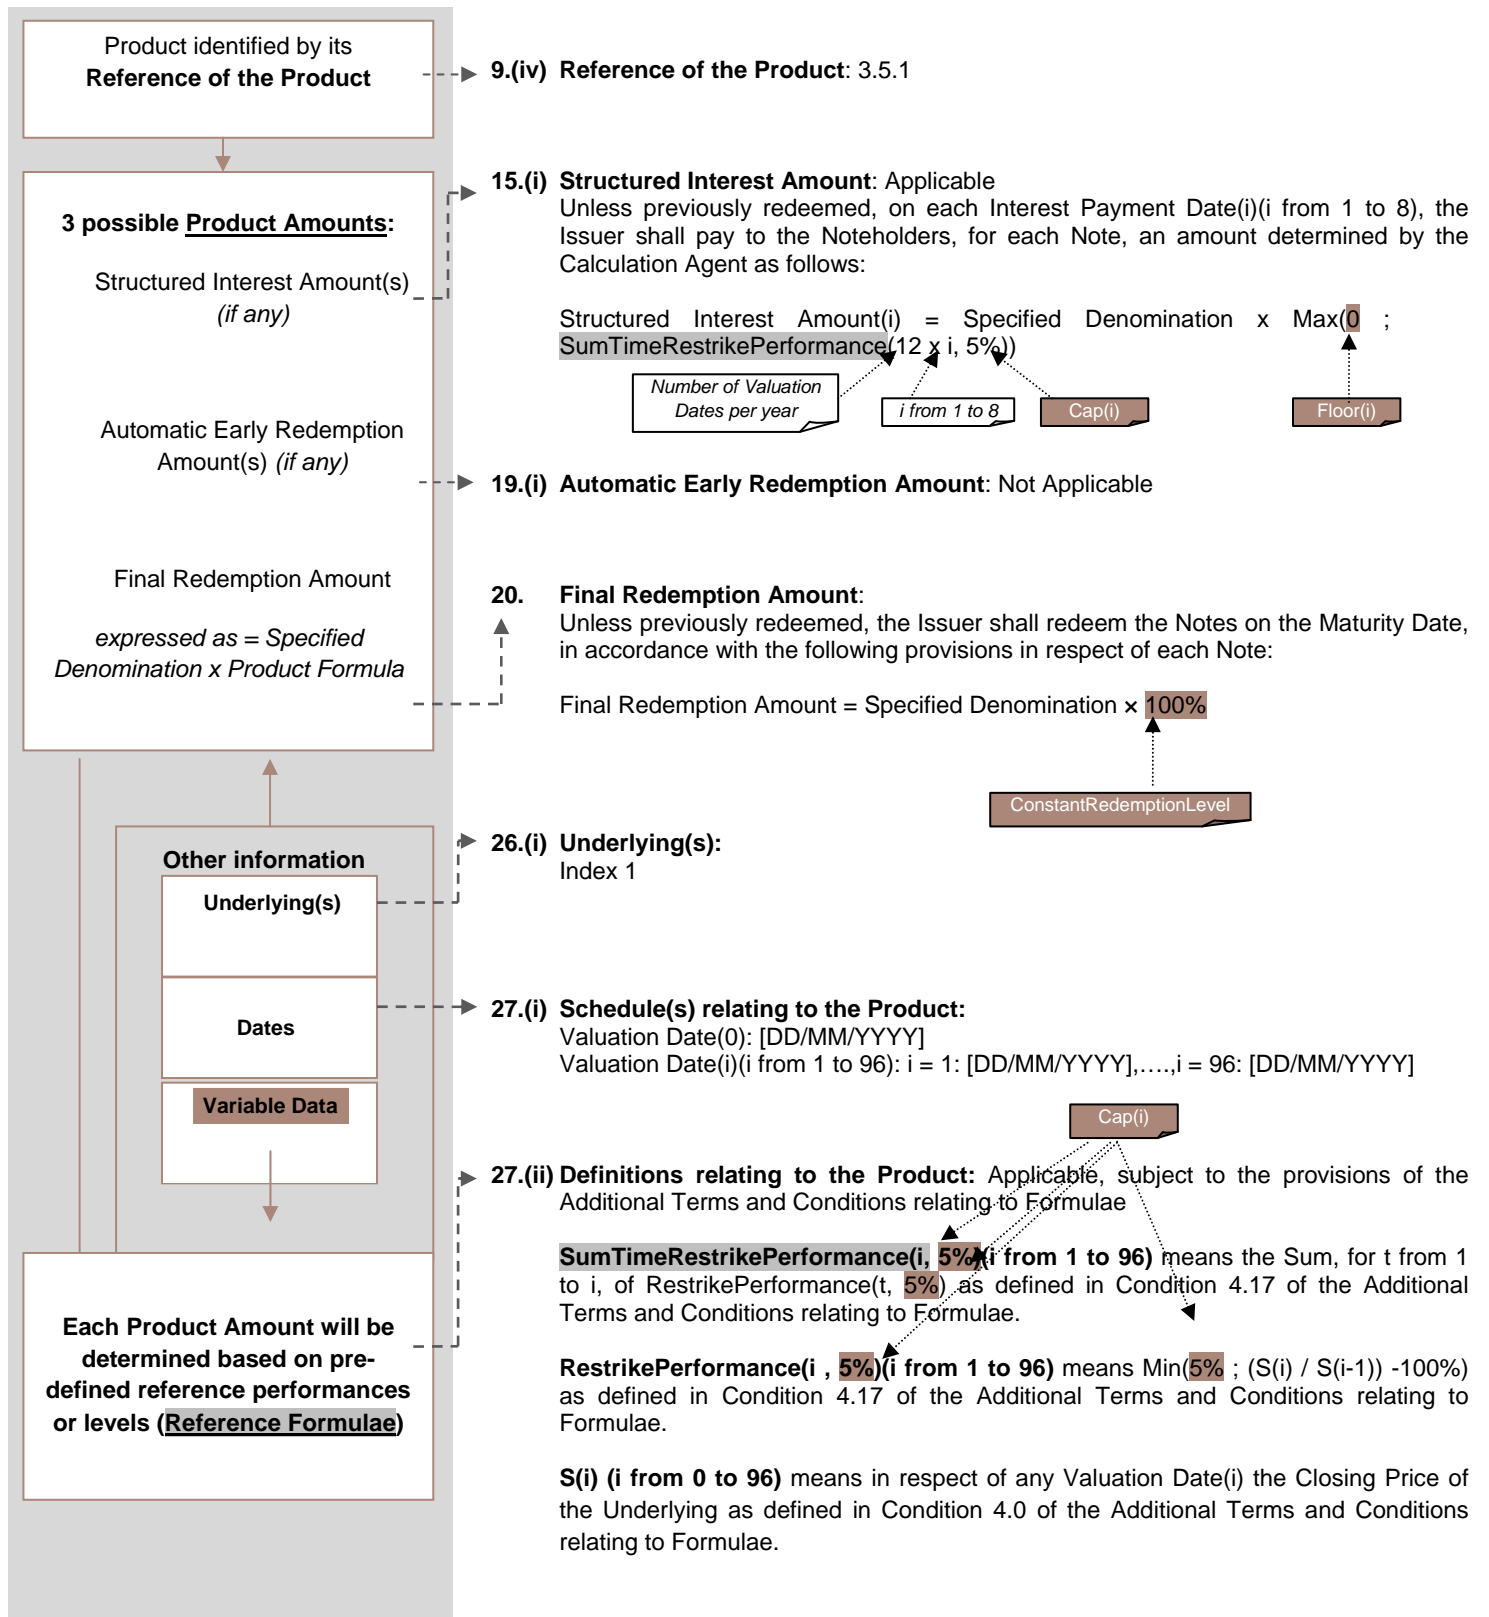 Product identified by its
Reference of the Product
9.(iv) Reference of the Product: 3.5.1
3 possible Product Amounts:
Structured Interest Amount(s)
(if any)
Automatic Early Redemption
Amount(s) (if any)
Final Redemption Amount
expressed as = Specified
Denomination x Product Formula
15.(i) Structured Interest Amount: Applicable
Unless previously redeemed, on each Interest Payment Date(i)(i from 1 to 8), the
Issuer shall pay to the Noteholders, for each Note, an amount determined by the
Calculation Agent as follows:
Structured Interest Amount(i) = Specified Denomination x Max(0 ;
SumTimeRestrikePerformance(12 x i, 5%))
Number of Valuation
Dates per year
i from 1 to 8
Cap(i)
Floor(i)
19.(i) Automatic Early Redemption Amount: Not Applicable
20. Final Redemption Amount:
Unless previously redeemed, the Issuer shall redeem the Notes on the Maturity Date,
in accordance with the following provisions in respect of each Note:
Final Redemption Amount = Specified Denomination × 100%
ConstantRedemptionLevel
Other information
Underlying(s)
Dates
Variable Data
26.(i) Underlying(s):
Index 1
27.(i) Schedule(s) relating to the Product:
Valuation Date(0): [DD/MM/YYYY]
Valuation Date(i)(i from 1 to 96): i = 1: [DD/MM/YYYY],….,i = 96: [DD/MM/YYYY]
Cap(i)
27.(ii) Definitions relating to the Product: Applicable, subject to the provisions of the
Additional Terms and Conditions relating to Formulae
SumTimeRestrikePerformance(i, 5%)(i from 1 to 96) means the Sum, for t from 1
to i, of RestrikePerformance(t, 5%) as defined in Condition 4.17 of the Additional
Terms and Conditions relating to Formulae.
RestrikePerformance(i , 5%)(i from 1 to 96) means Min(5% ; (S(i) / S(i-1)) -100%)
as defined in Condition 4.17 of the Additional Terms and Conditions relating to
Formulae.
S(i) (i from 0 to 96) means in respect of any Valuation Date(i) the Closing Price of
the Underlying as defined in Condition 4.0 of the Additional Terms and Conditions
relating to Formulae.
Each Product Amount will be
determined based on pre-
defined reference performances
or levels (Reference Formulae)